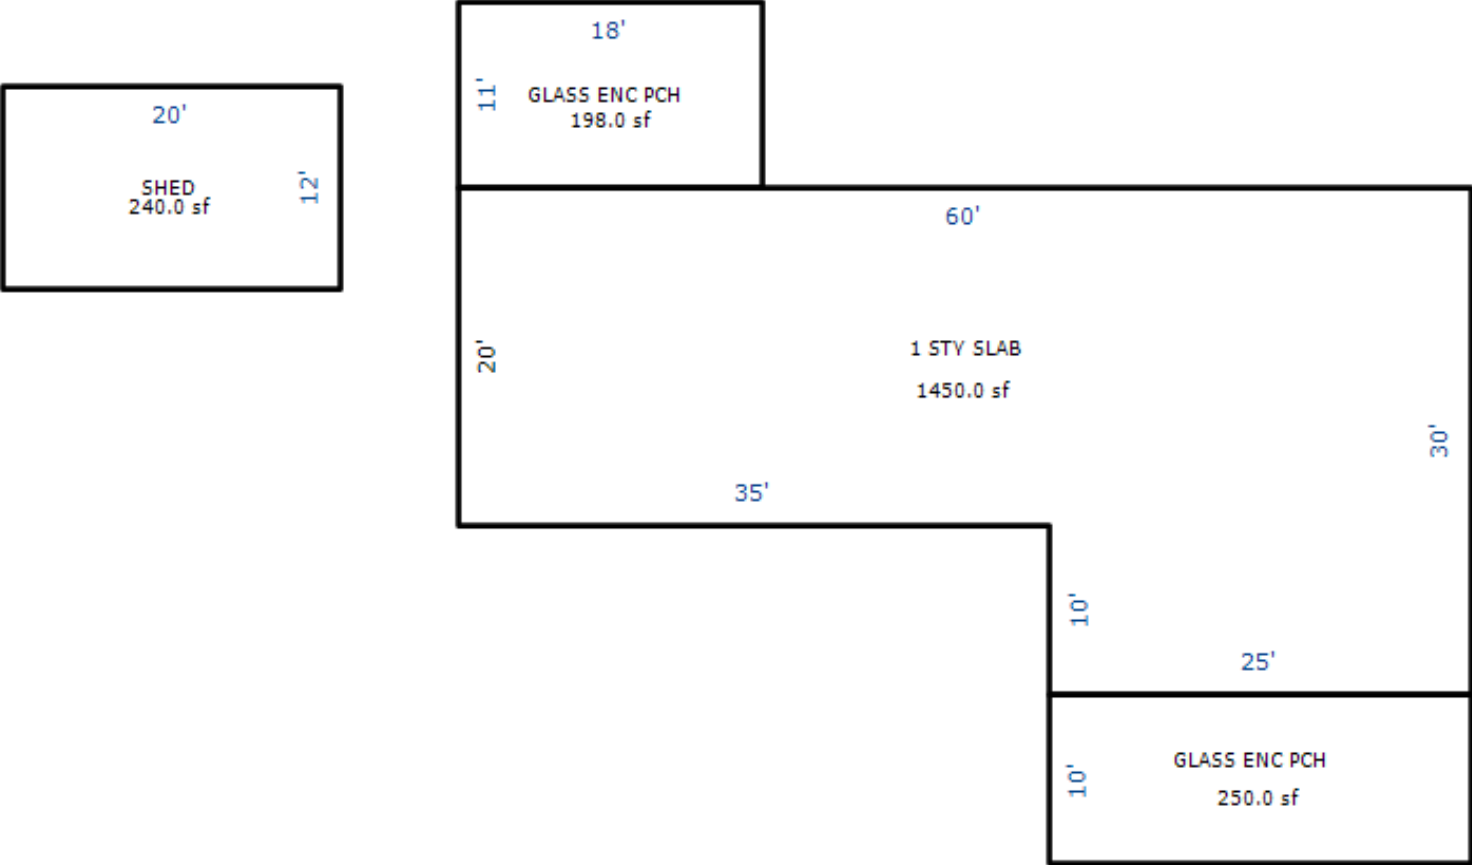 18'
11'
GLASS ENC PCH
198.0 sf
20'
12'
SHED
240.0 sf
60'
20'
1 STY SLAB
1450.0 sf
30'
35'
10'
25'
10'
GLASS ENC PCH
250.0 sf